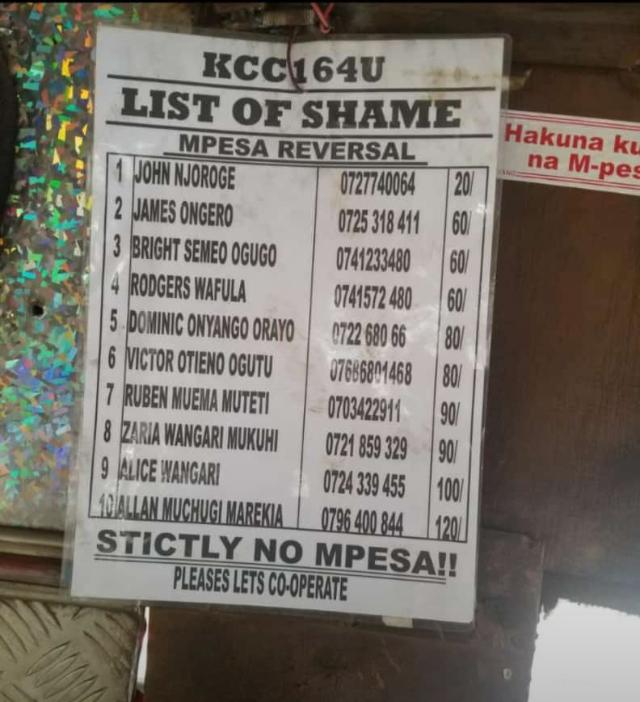 KCC164U
LIST OF SHAME
MPESA REVERSAL
1 JOHN NJOROGE 0727740064 20/
2 JAMES ONGERO 0725 318 411 60/
3 BRIGHT SEMEO OGUGO 0741233480 60/
4 RODGERS WAFULA 0741572 480 60/
5 DOMINIC ONYANGO ORAYO 0722 680 66 80/
6 VICTOR OTIENO OGUTU 07686801468 80/
7 RUBEN MUEMA MUTETI 0703422911 90/
8 ZARIA WANGARI MUKUHI 0721 859 329 90/
9 ALICE WANGARI 0724 339 455 100/
10 ALLAN MUCHUGI MAREKIA 0796 400 844 120/
STICTLY NO MPESA!!
PLEASES LETS CO-OPERATE
Hakuna ku
na M-pes